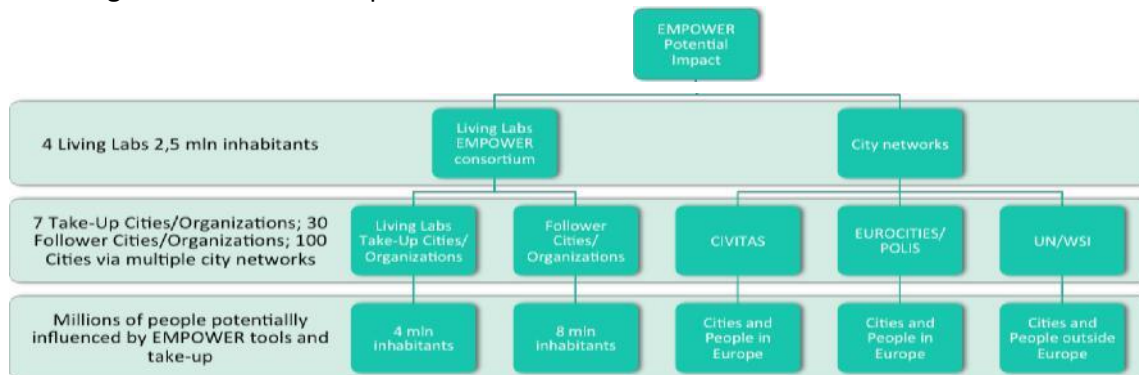 EMPOWER
Potential
Impact
4 Living Labs 2,5 mln inhabitants
Living Labs
EMPOWER
consortium
City networks
7 Take-Up Cities/Organizations; 30
Follower Cities/Organizations; 100
Cities via multiple city networks
Living Labs
Take-Up Cities/
Organizations
Follower
Cities/
Organizations
CIVITAS
EUROCITIES/
POLIS
UN/WSI
Millions of people potentiallly
influenced by EMPOWER tools and
take-up
4 mln
inhabitants
8 mln
inhabitants
Cities and
People in
Europe
Cities and
People in
Europe
Cities and
People outside
Europe